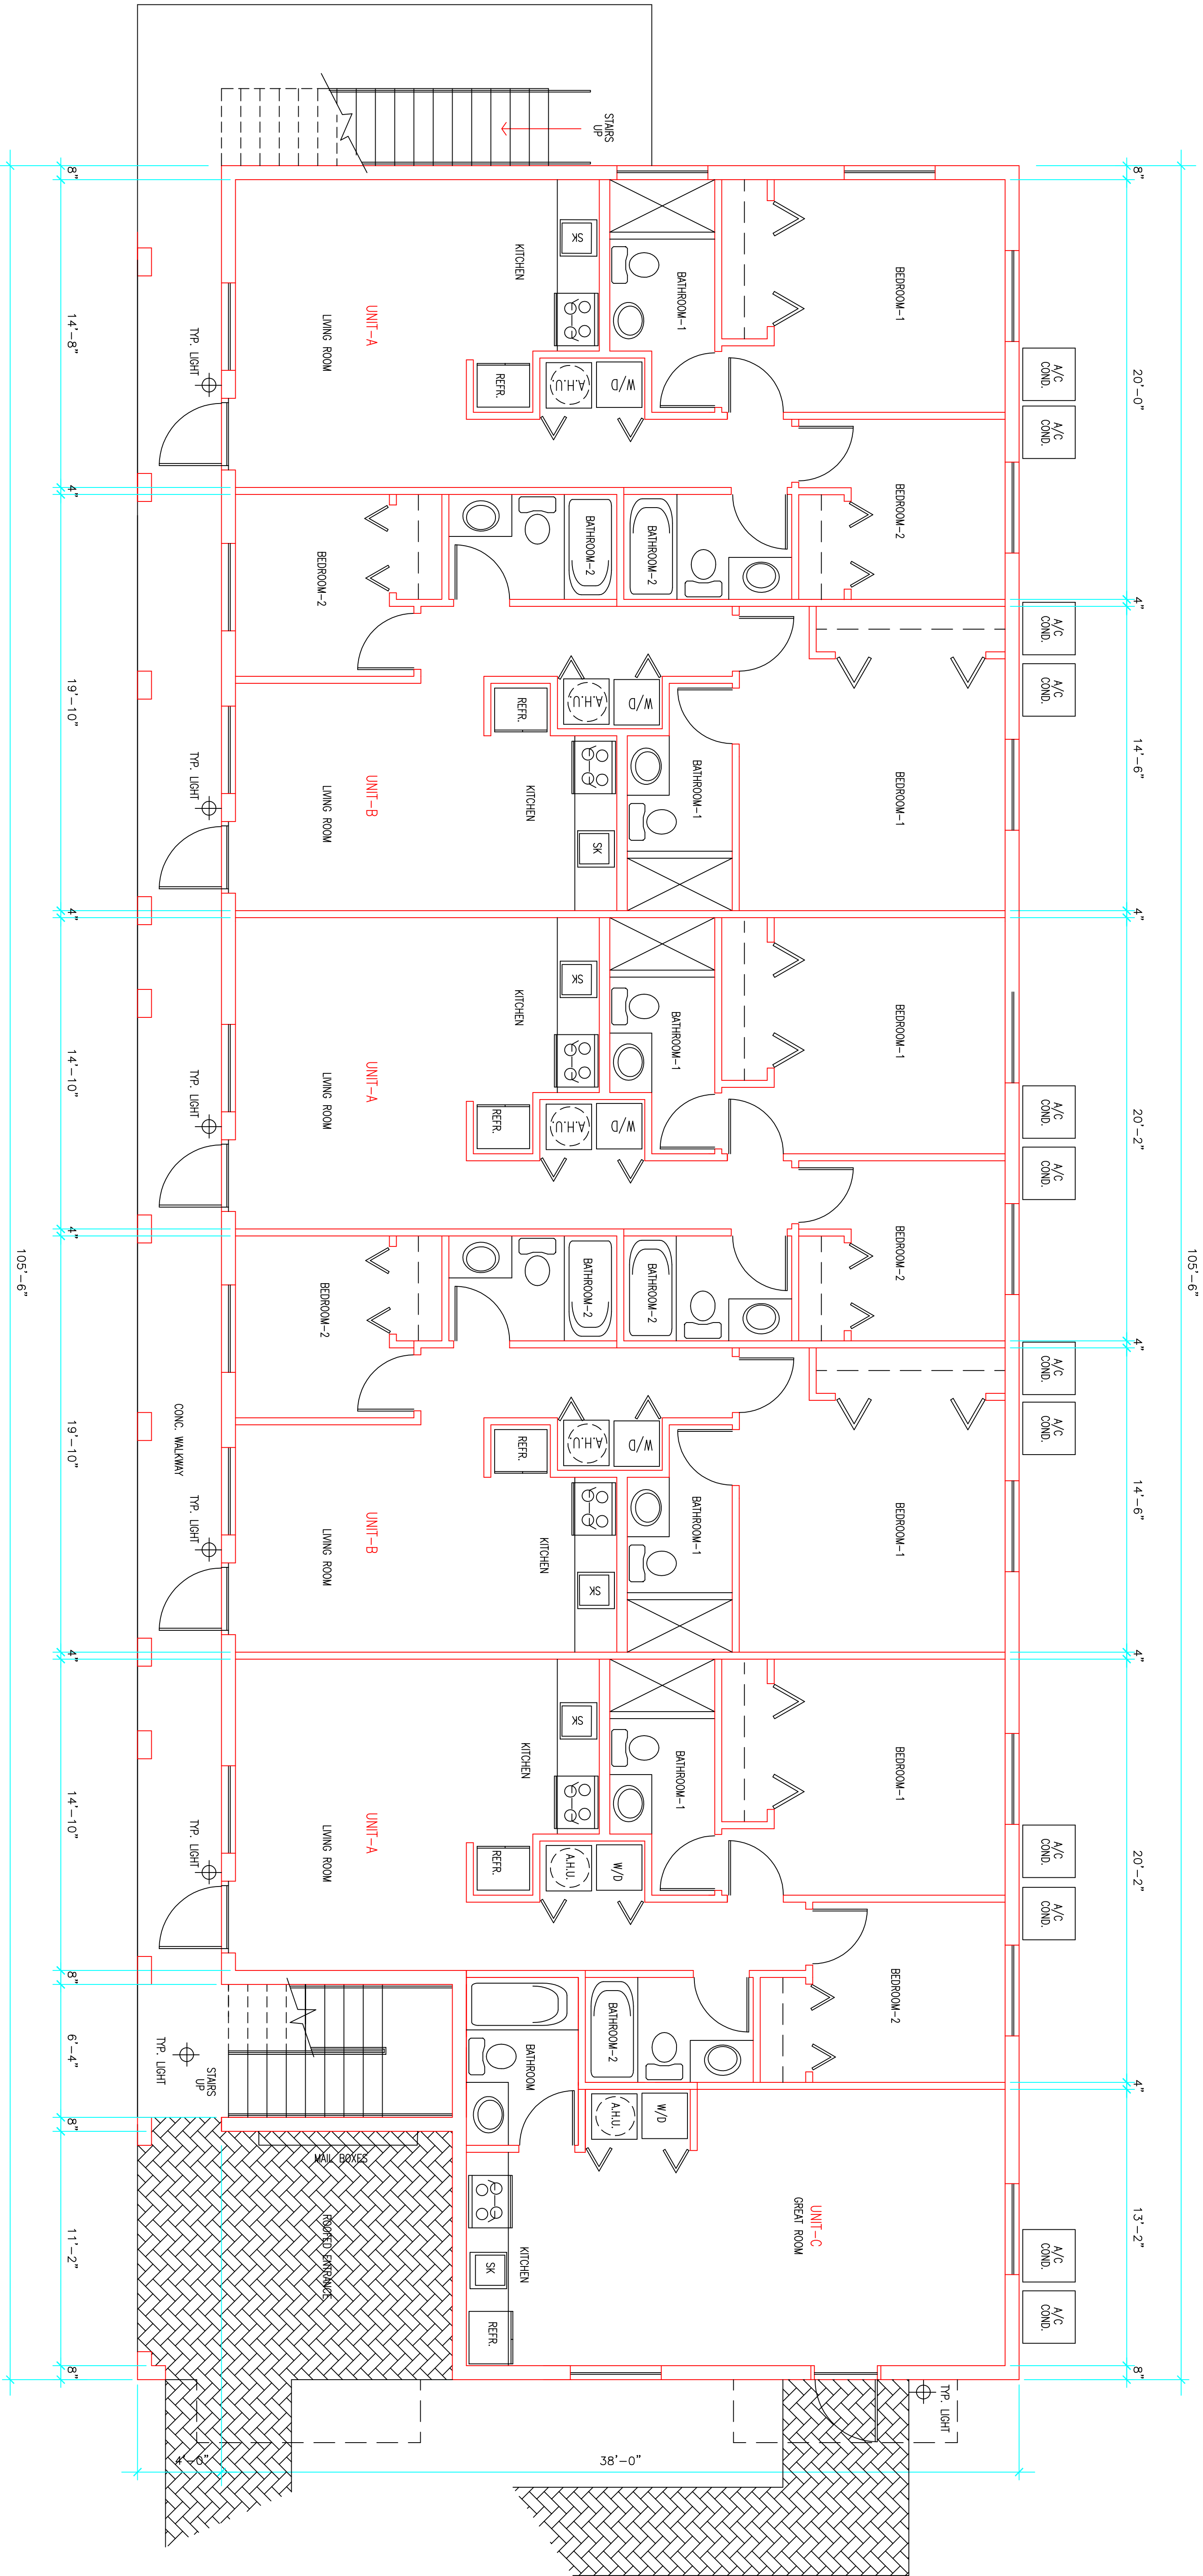 105'-6"
8"
20'-0"
4"
14'-6"
4"
20'-2"
4"
14'-6"
4"
20'-2"
4"
13'-2"
8"
A/C
COND.
A/C
COND.
A/C
COND.
A/C
COND.
A/C
COND.
A/C
COND.
A/C
COND.
A/C
COND.
A/C
COND.
A/C
COND.
A/C
COND.
A/C
COND.
TYP. LIGHT
BEDROOM-1
BEDROOM-2
BEDROOM-1
BEDROOM-1
BEDROOM-2
BEDROOM-1
BEDROOM-1
BEDROOM-2
UNIT-C
GREAT ROOM
BATHROOM-1
BATHROOM-2
BATHROOM-1
BATHROOM-1
BATHROOM-2
BATHROOM-1
BATHROOM-1
BATHROOM-2
W/D
W/D
W/D
W/D
W/D
W/D
STAIRS
UP
38'-0"
BATHROOM-2
BATHROOM-2
A.H.U.
A.H.U.
A.H.U.
A.H.U.
A.H.U.
A.H.U.
SK
SK
SK
SK
SK
SK
KITCHEN
REFR.
REFR.
KITCHEN
KITCHEN
REFR.
REFR.
KITCHEN
KITCHEN
REFR.
BATHROOM
KITCHEN
REFR.
UNIT-A
UNIT-B
UNIT-A
UNIT-B
UNIT-A
LIVING ROOM
BEDROOM-2
LIVING ROOM
LIVING ROOM
BEDROOM-2
LIVING ROOM
LIVING ROOM
MAIL BOXES
ROOFED ENTRANCE
TYP. LIGHT
TYP. LIGHT
TYP. LIGHT
CONC. WALKWAY
TYP. LIGHT
TYP. LIGHT
STAIRS
UP
TYP. LIGHT
4'-0"
8"
14'-8"
4"
19'-10"
4"
14'-10"
4"
19'-10"
4"
14'-10"
8"
6'-4"
8"
11'-2"
8"
105'-6"